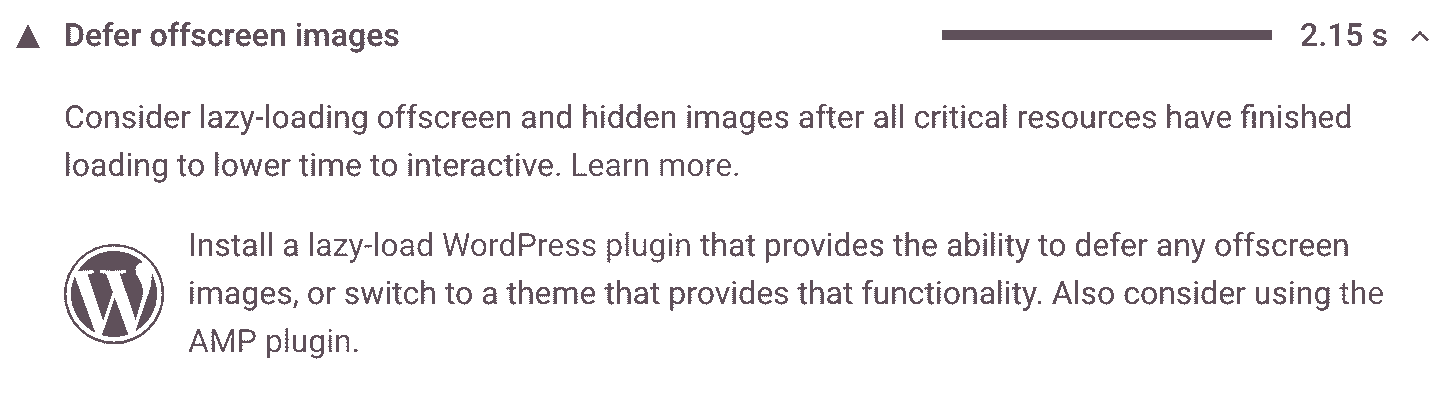 Defer offscreen images 2.15 s
Consider lazy-loading offscreen and hidden images after all critical resources have finished
loading to lower time to interactive. Learn more.
Install a lazy-load WordPress plugin that provides the ability to defer any offscreen
images, or switch to a theme that provides that functionality. Also consider using the
AMP plugin.